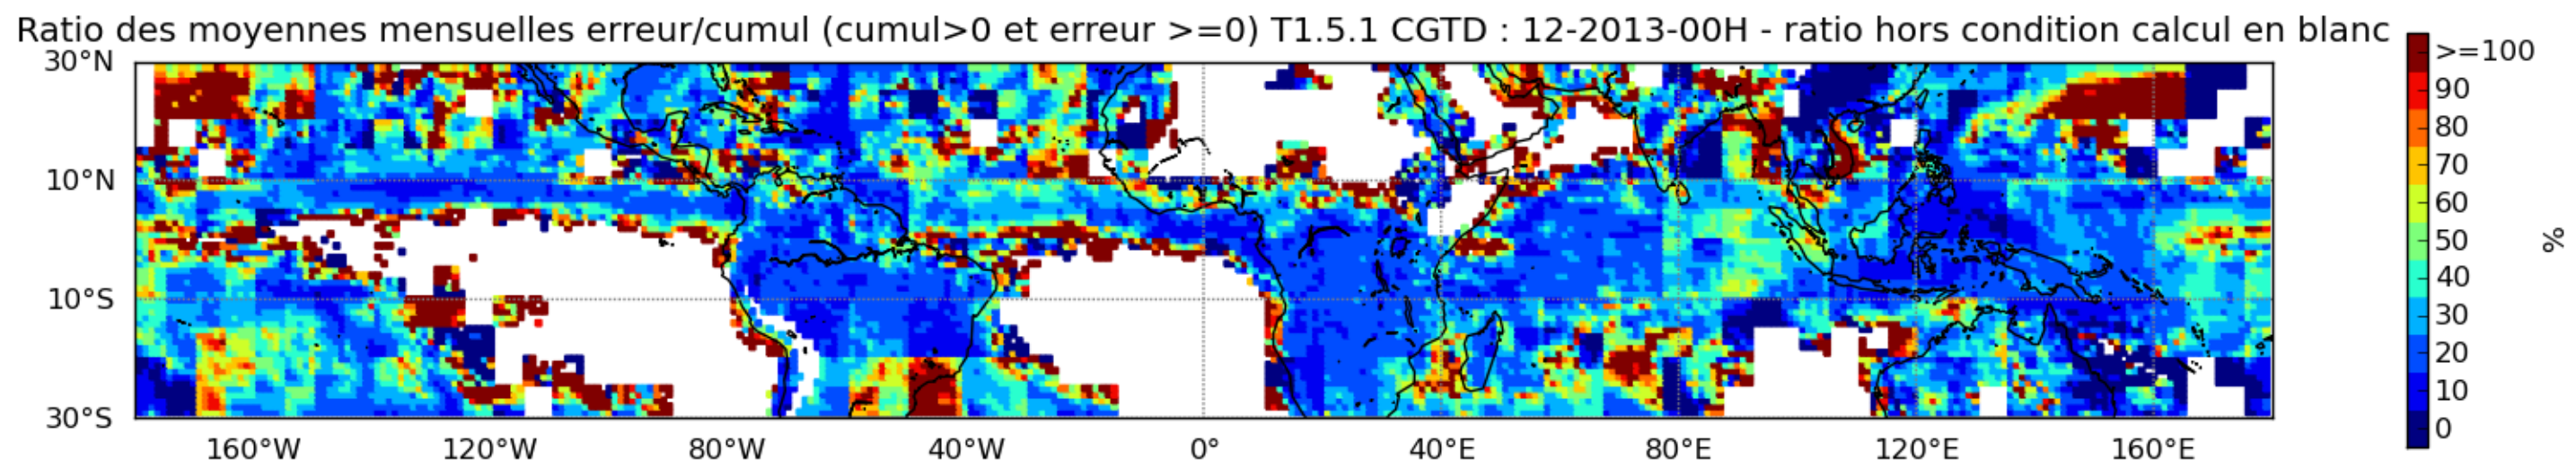 Ratio des moyennes mensuelles erreur/cumul (cumul>0 et erreur >=0) T1.5.1 CGTD : 12-2013-00H - ratio hors condition calcul en blanc
30°N
10°N
10°S
30°S
160°W 120°W 80°W 40°W 0° 40°E 80°E 120°E 160°E
>=100
90
80
70
60
50
40
30
20
10
0
%